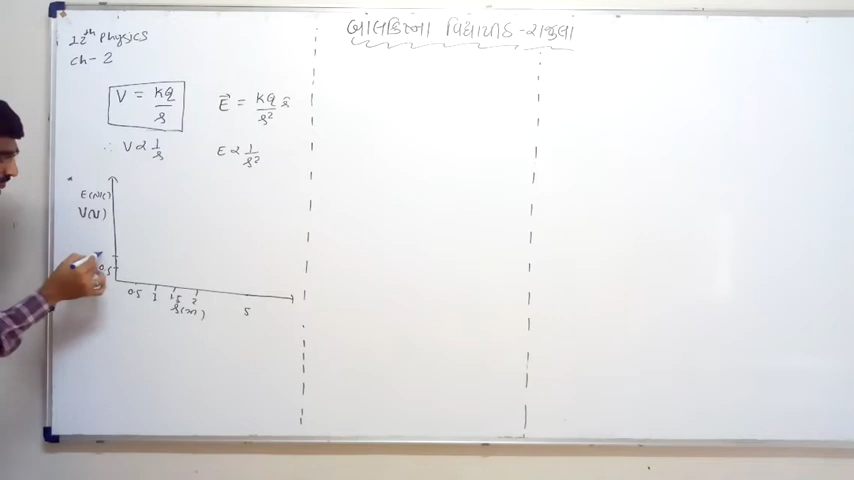 બાલક્રિષ્ના વિદ્યાપીઠ - રાજુલા
12th Physics
ch- 2
V = kq/r
E⃗ = kq/r² r̂
∴ V ∝ 1/r
E ∝ 1/r²
E(N/C)
V(V)
0.5
0.5 1 1.5 2 5
r(m)